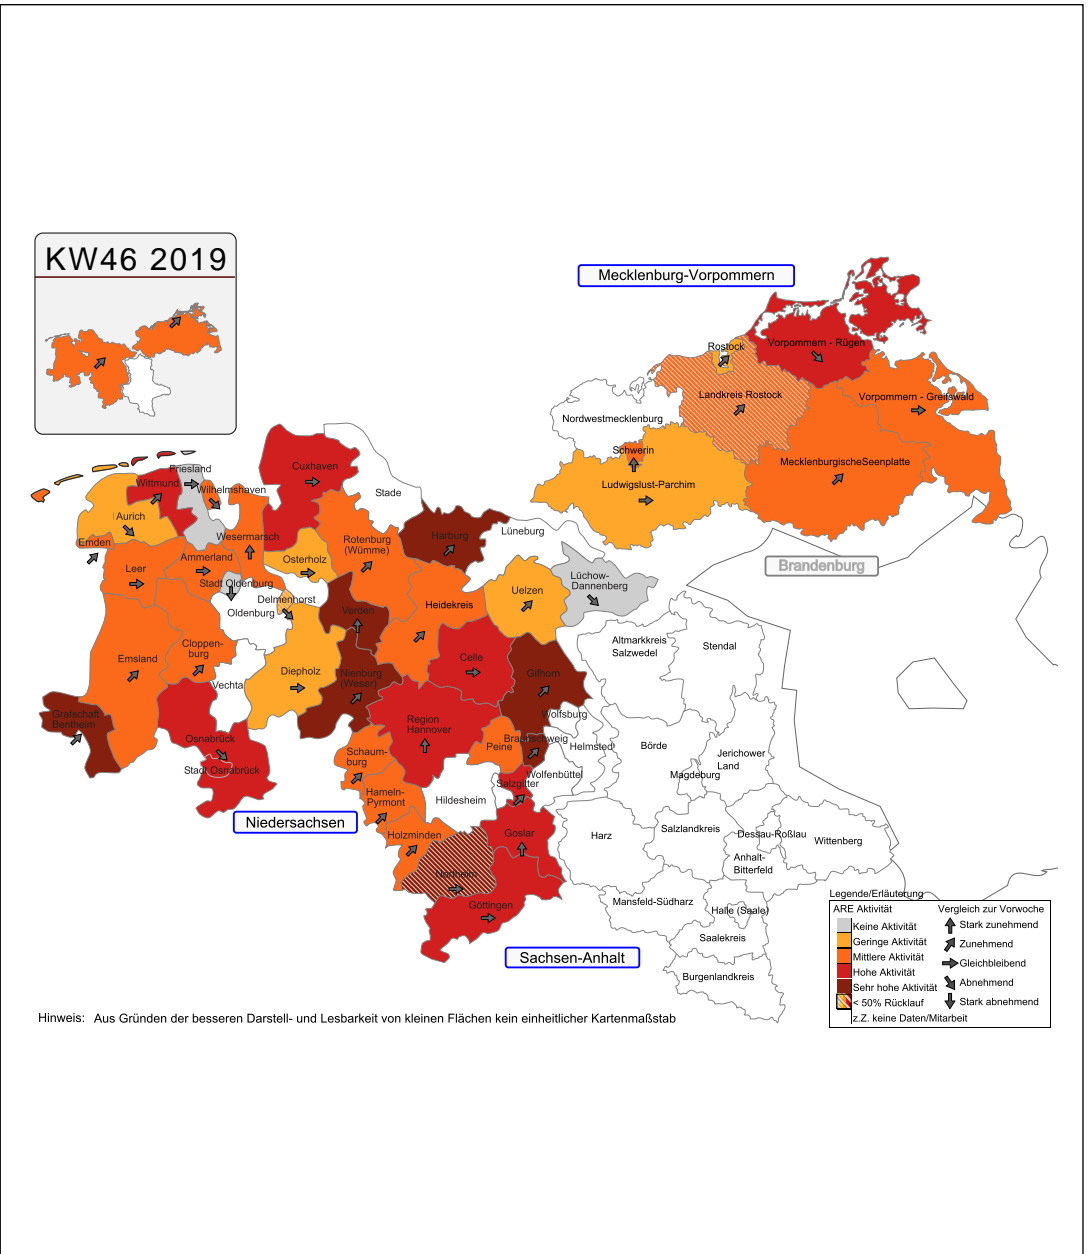 KW46 2019
Mecklenburg-Vorpommern
Rostock
Vorpommern - Rügen
Landkreis Rostock
Vorpommern - Greifswald
Nordwestmecklenburg
Schwerin
MecklenburgischeSeenplatte
Ludwigslust-Parchim
Friesland
Cuxhaven
Wittmund
Wilhelmshaven
Stade
Aurich
Wesermarsch
Harburg
Lüneburg
Emden
Rotenburg
(Wümme)
Ammerland
Osterholz
Brandenburg
Leer
Stadt Oldenburg
Lüchow-
Dannenberg
Uelzen
Delmenhorst
Oldenburg
Verden
Heidekreis
Altmarkkreis
Salzwedel
Stendal
Cloppen-
burg
Emsland
Celle
Diepholz
Nienburg
(Weser)
Gifhorn
Vechta
Grafschaft
Bentheim
Wolfsburg
Region
Hannover
Osnabrück
Braunschweig
Peine
Helmsted
Börde
Schaum-
burg
Jerichower
Land
Stadt Osnabrück
Wolfenbüttel
Magdeburg
Salzgitter
Hameln-
Pyrmont
Hildesheim
Niedersachsen
Holzminden
Goslar
Harz
Salzlandkreis
Dessau-Roßlau
Wittenberg
Anhalt-
Bitterfeld
Northeim
Göttingen
Mansfeld-Südharz
Halle (Saale)
Saalekreis
Sachsen-Anhalt
Burgenlandkreis
Legende/Erläuterung
ARE Aktivität
Vergleich zur Vorwoche
Keine Aktivität
Stark zunehmend
Geringe Aktivität
Zunehmend
Mittlere Aktivität
Gleichbleibend
Hohe Aktivität
Abnehmend
Sehr hohe Aktivität
< 50% Rücklauf
Stark abnehmend
z.Z. keine Daten/Mitarbeit
Hinweis: Aus Gründen der besseren Darstell- und Lesbarkeit von kleinen Flächen kein einheitlicher Kartenmaßstab